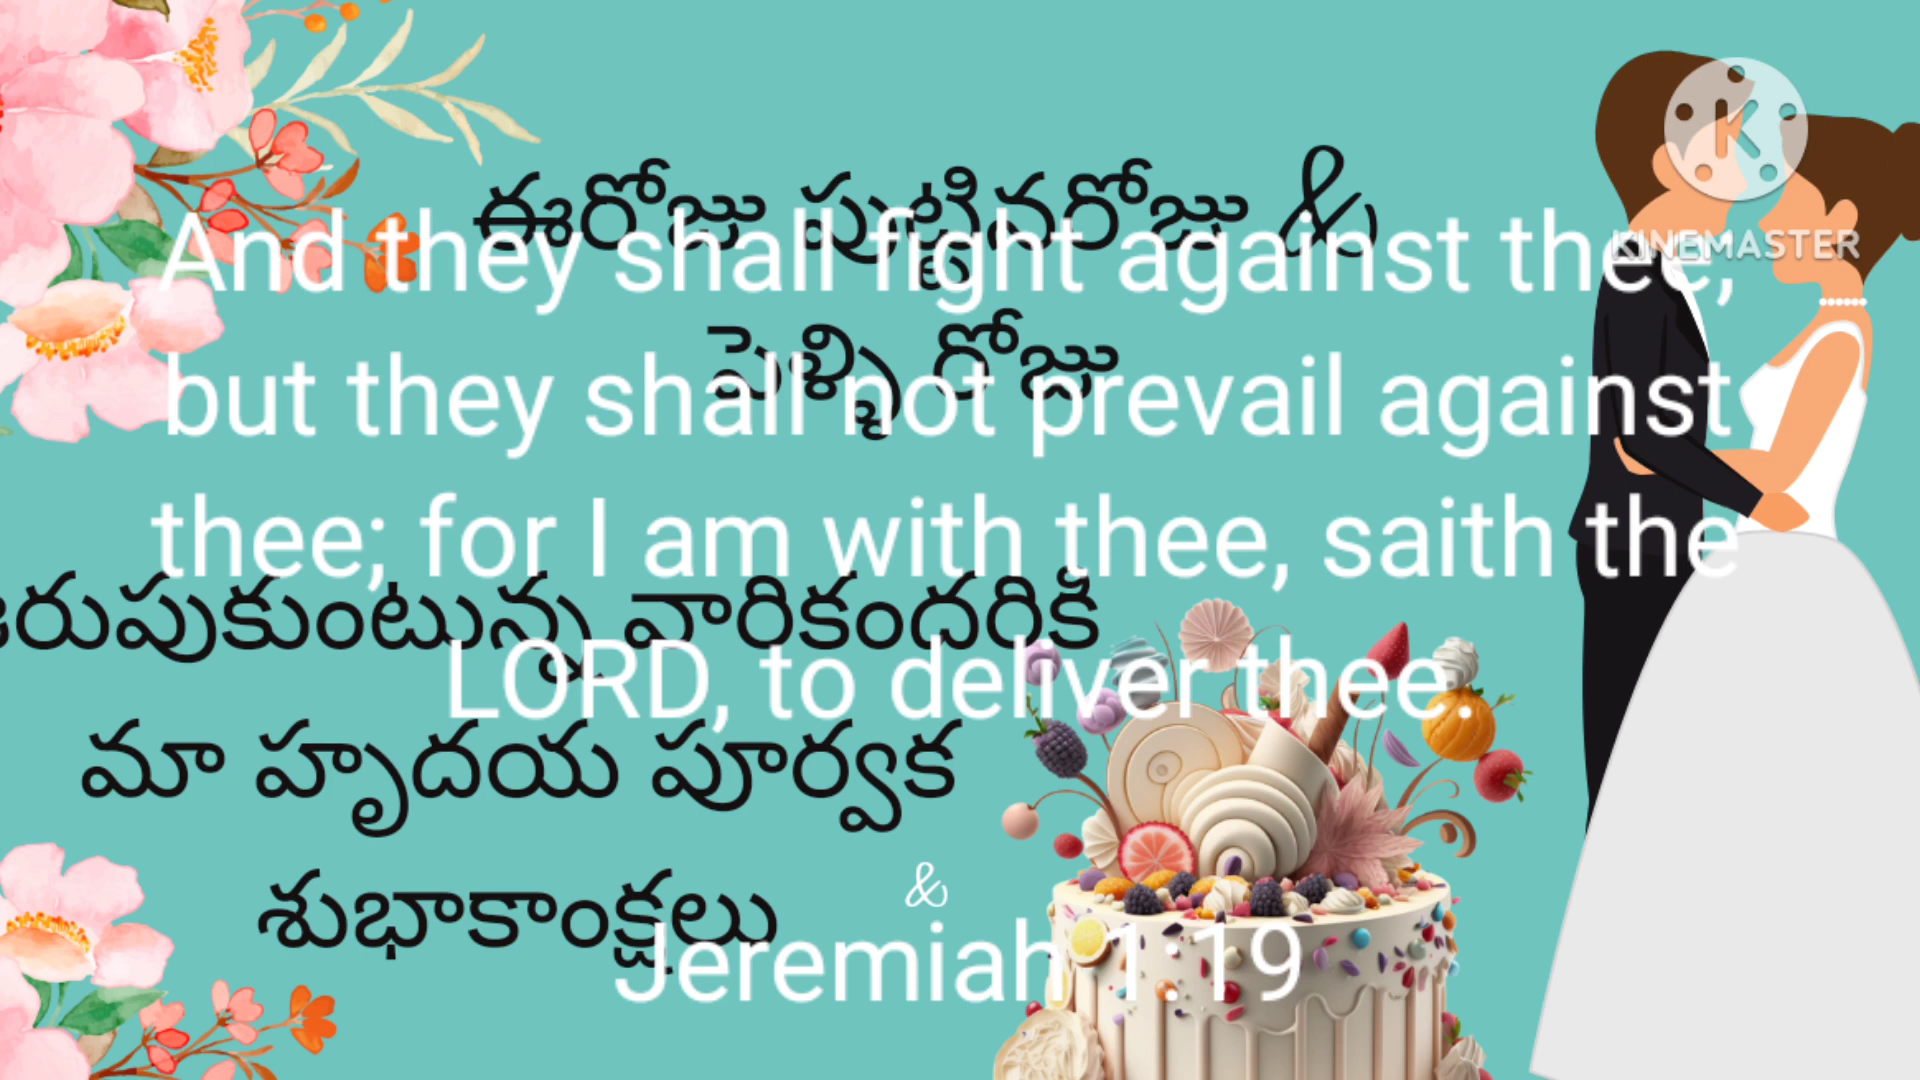 ఈరోజు పుట్టినరోజు &
పెళ్ళి రోజు
జరుపుకుంటున్న వారికందరికి
మా హృదయ పూర్వక
శుభాకాంక్షలు
&
And they shall fight against thee,
but they shall not prevail against
thee; for I am with thee, saith the
LORD, to deliver thee.
Jeremiah 1:19
KINEMASTER